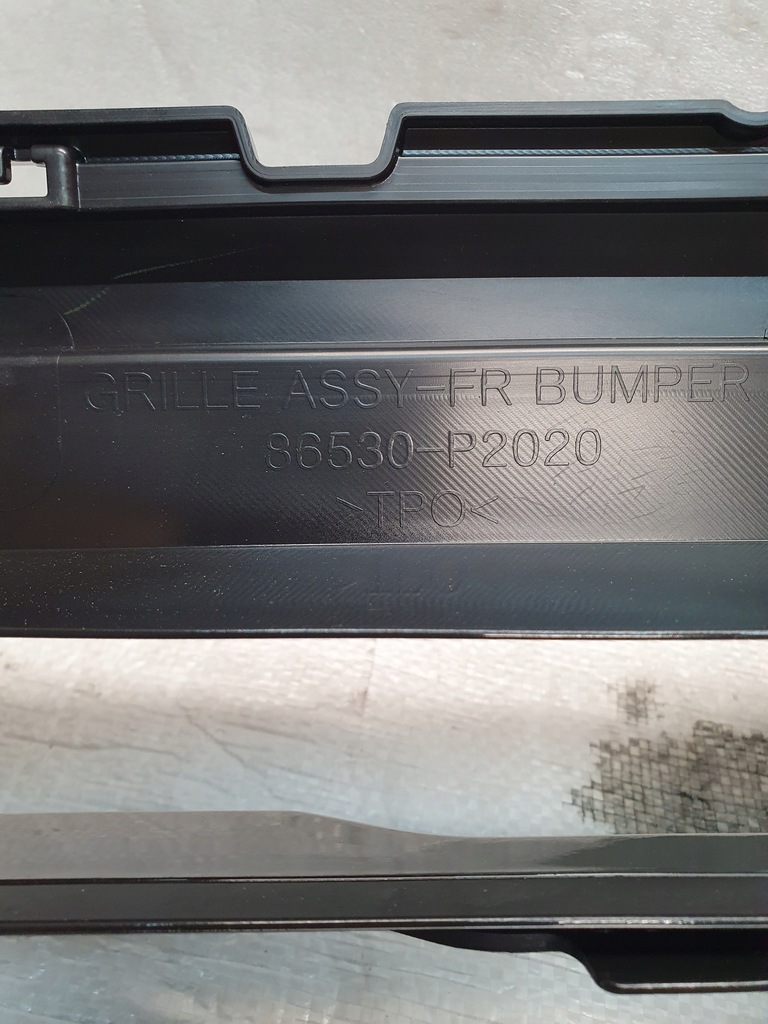 GRILLE ASSY-FR BUMPER
86530-P2020
>TPO<